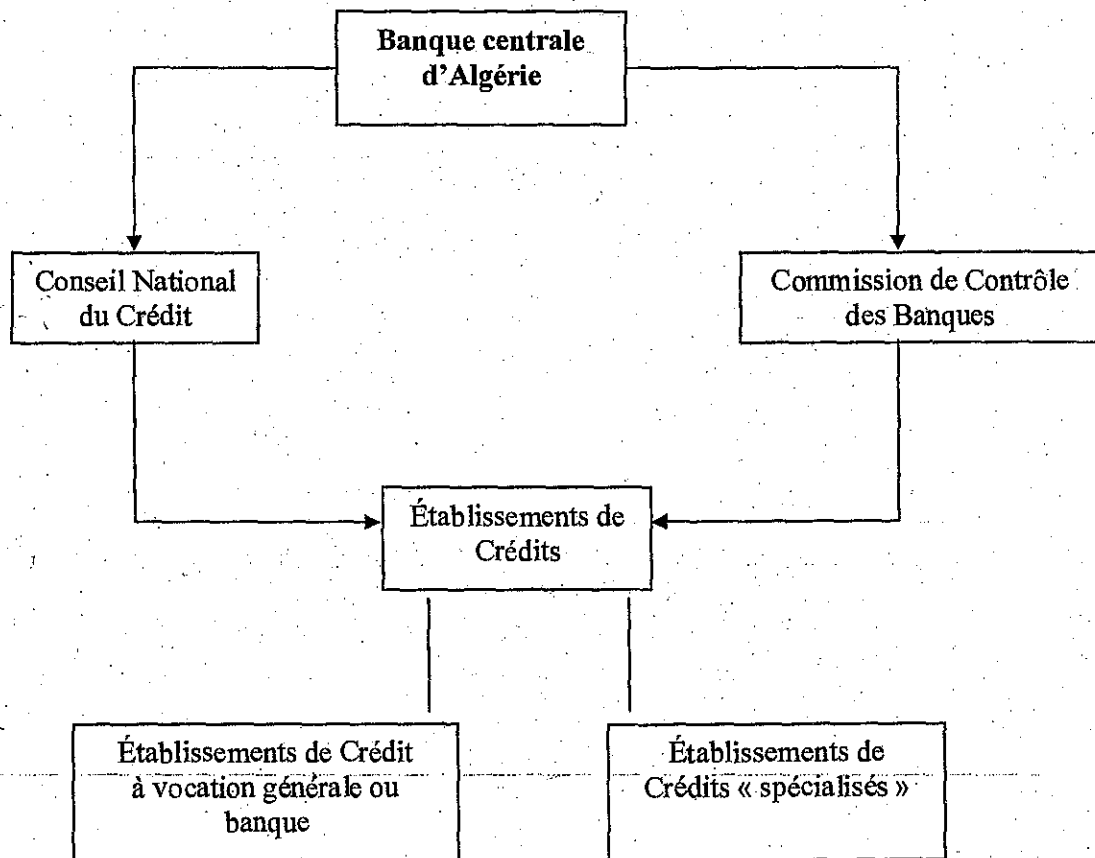 Banque centrale
d'Algérie
Conseil National
du Crédit
Commission de Contrôle
des Banques
Établissements de
Crédits
Établissements de Crédit
à vocation générale ou
banque
Établissements de
Crédits « spécialisés »